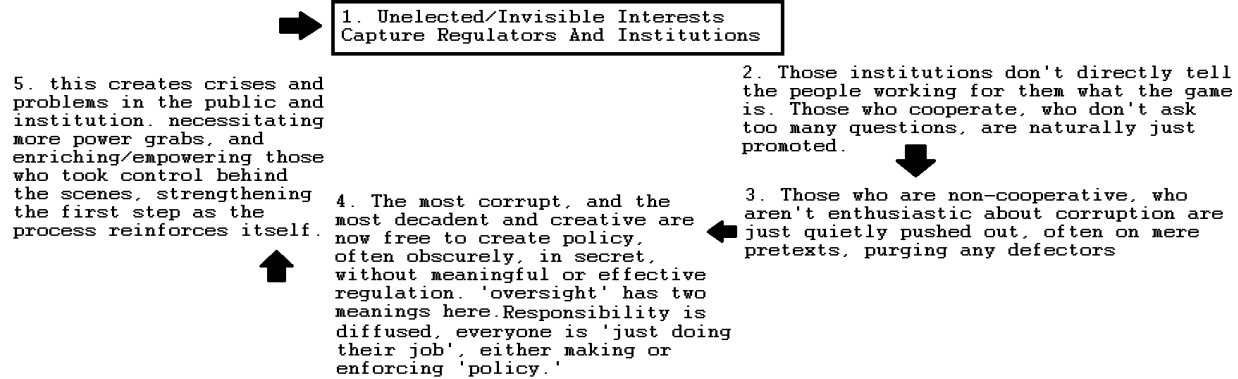 1. Unelected/Invisible Interests
Capture Regulators And Institutions
2. Those institutions don't directly tell
the people working for them what the game
is. Those who cooperate, who don't ask
too many questions, are naturally just
promoted.
3. Those who are non-cooperative, who
aren't enthusiastic about corruption are
just quietly pushed out, often on mere
pretexts, purging any defectors
4. The most corrupt, and the
most decadent and creative are
now free to create policy,
often obscurely, in secret,
without meaningful or effective
regulation. 'oversight' has two
meanings here.Responsibility is
diffused, everyone is 'just doing
their job', either making or
enforcing 'policy.'
5. this creates crises and
problems in the public and
institution. necessitating
more power grabs, and
enriching/empowering those
who took control behind
the scenes, strengthening
the first step as the
process reinforces itself.